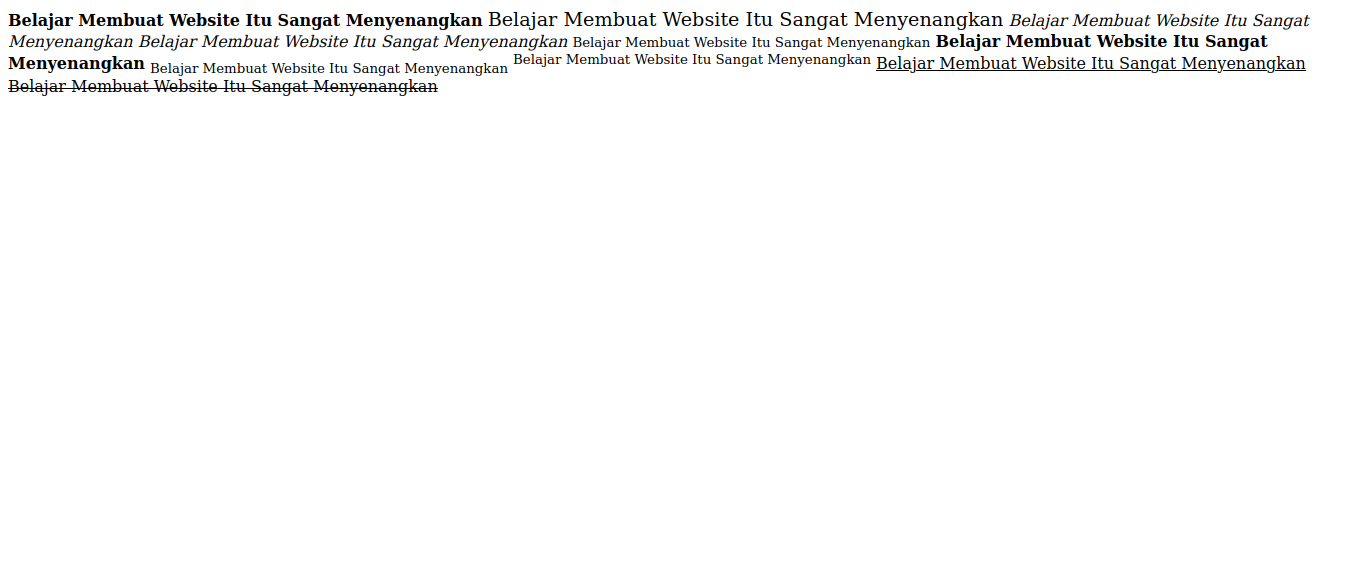 Belajar Membuat Website Itu Sangat Menyenangkan Belajar Membuat Website Itu Sangat Menyenangkan Belajar Membuat Website Itu Sangat
Menyenangkan Belajar Membuat Website Itu Sangat Menyenangkan Belajar Membuat Website Itu Sangat Menyenangkan Belajar Membuat Website Itu Sangat
Menyenangkan Belajar Membuat Website Itu Sangat Menyenangkan Belajar Membuat Website Itu Sangat Menyenangkan Belajar Membuat Website Itu Sangat Menyenangkan
Belajar Membuat Website Itu Sangat Menyenangkan